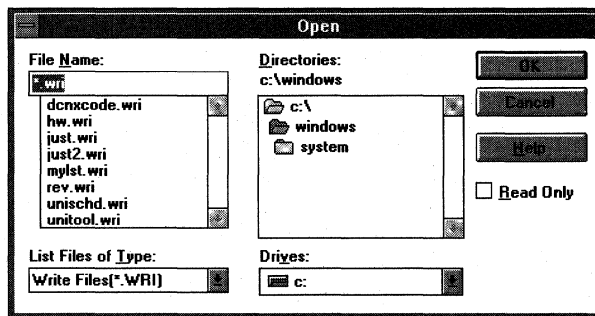 Open
File Name:
*.wri
dcnxcode.wri
hw.wri
just.wri
just2.wri
mylst.wri
rev.wri
unischd.wri
unitool.wri
List Files of Type:
Write Files(*.WRI)
Directories:
c:\windows
c:\
windows
system
Drives:
c:
OK
Cancel
Help
Read Only